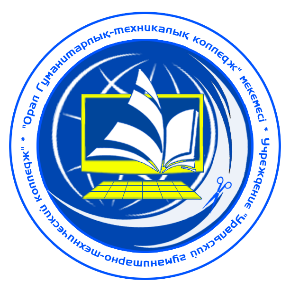 "Орал Гуманитарлық-техникалық колледж" мекемесі *
Учреждение "Уральский гуманитарно-технический колледж" *